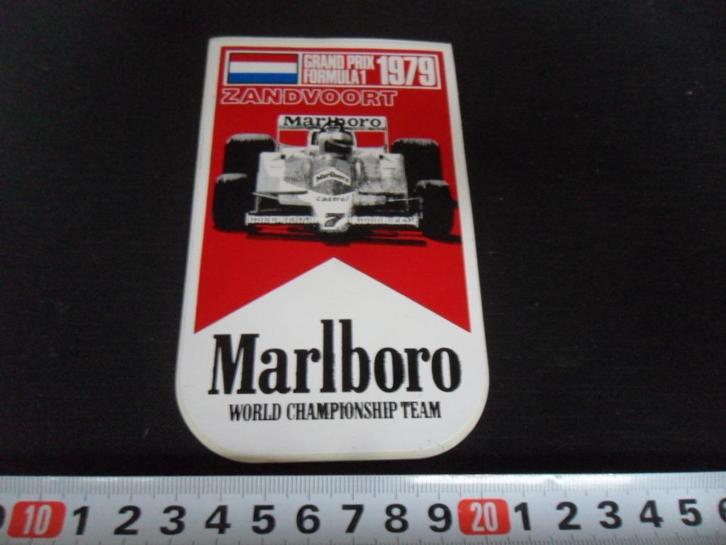 GRAND PRIX
FORMULA 1
1979
ZANDVOORT
Marlboro
Marlboro
Castrol
7
Marlboro
WORLD CHAMPIONSHIP TEAM
10 1 2 3 4 5 6 7 8 9 20 1 2 3 4 5 6